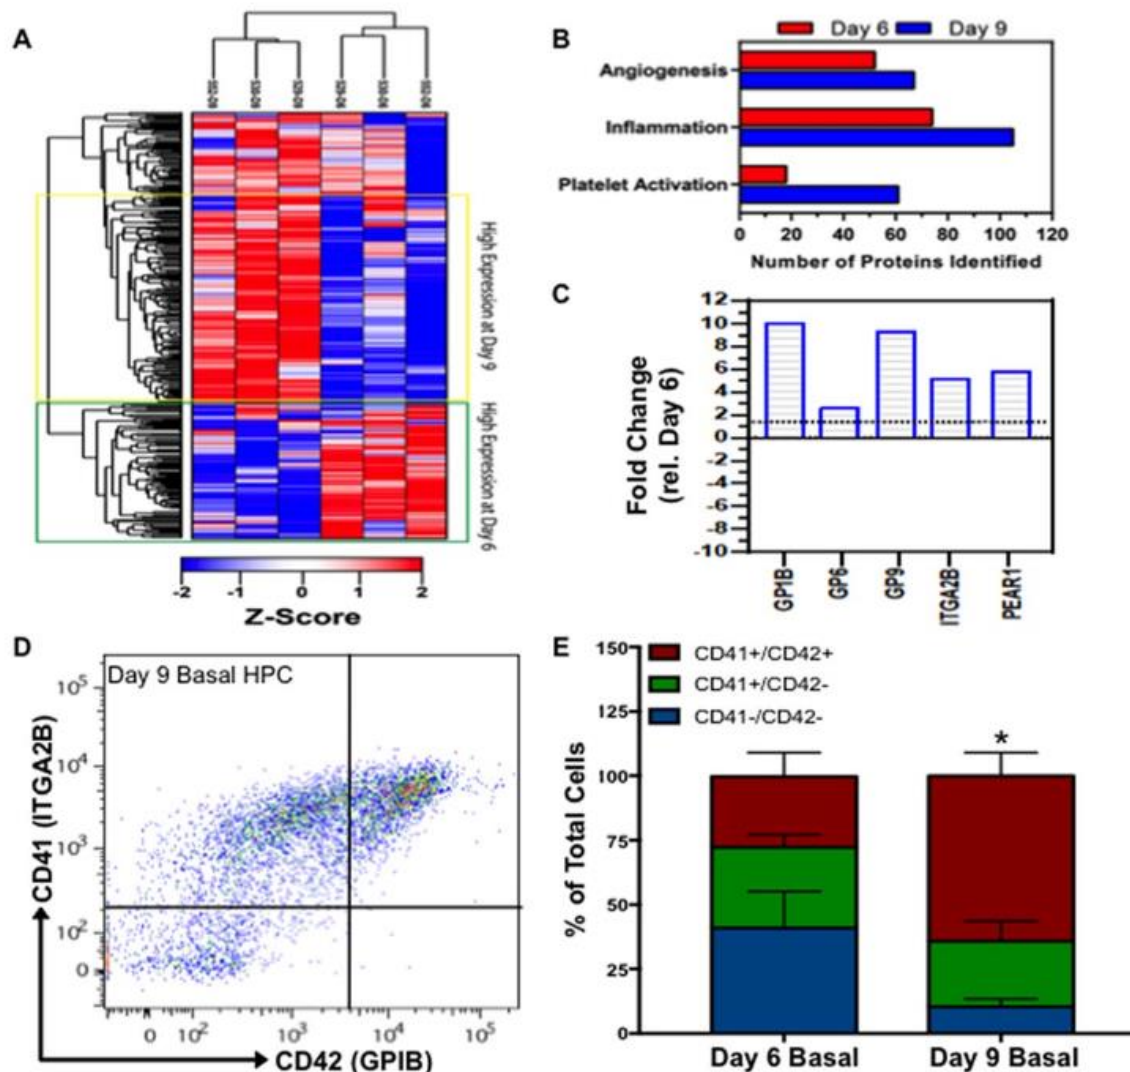 A
High Expression at Day 9
High Expression at Day 6
-2 -1 0 1 2
Z-Score
B
Day 6 Day 9
Angiogenesis
Inflammation
Platelet Activation
0 20 40 60 80 100 120
Number of Proteins Identified
C
12
10
8
6
4
2
0
-2
-4
-6
-8
-10
Fold Change
(rel. Day 6)
GP1B
GP6
GP9
ITGA2B
PEAR1
D
Day 9 Basal HPC
10⁵
10⁴
10³
10²
0
CD41 (ITGA2B)
0 10² 10³ 10⁴ 10⁵
CD42 (GPIB)
E
CD41+/CD42+
CD41+/CD42-
CD41-/CD42-
*
150
125
100
75
50
25
0
% of Total Cells
Day 6 Basal Day 9 Basal